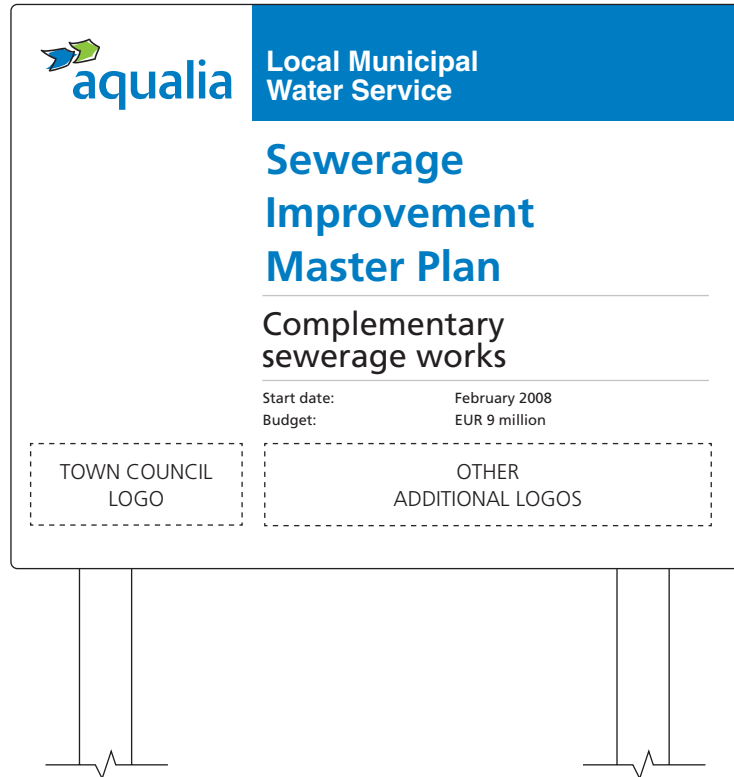 aqualia
Local Municipal
Water Service
Sewerage
Improvement
Master Plan
Complementary
sewerage works
Start date: February 2008
Budget: EUR 9 million
TOWN COUNCIL
LOGO
OTHER
ADDITIONAL LOGOS